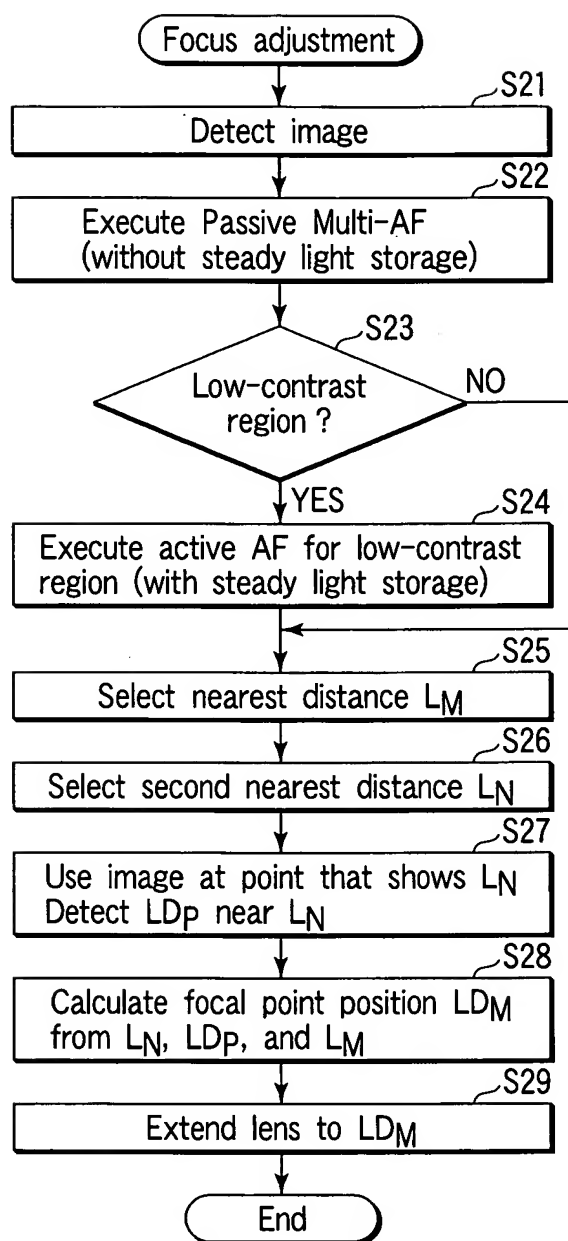 Focus adjustment
S21
Detect image
S22
Execute Passive Multi-AF
(without steady light storage)
S23
Low-contrast
region ?
NO
YES
S24
Execute active AF for low-contrast
region (with steady light storage)
S25
Select nearest distance LM
S26
Select second nearest distance LN
S27
Use image at point that shows LN
Detect LDP near LN
S28
Calculate focal point position LDM
from LN, LDP, and LM
S29
Extend lens to LDM
End